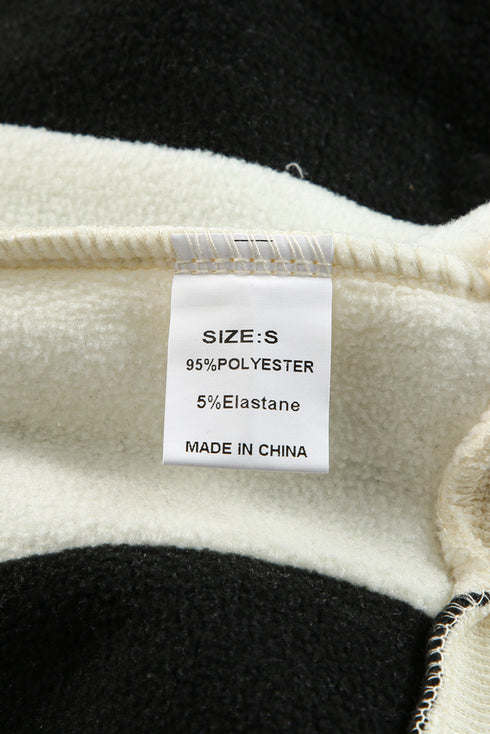 SIZE:S
95%POLYESTER
5%Elastane
MADE IN CHINA